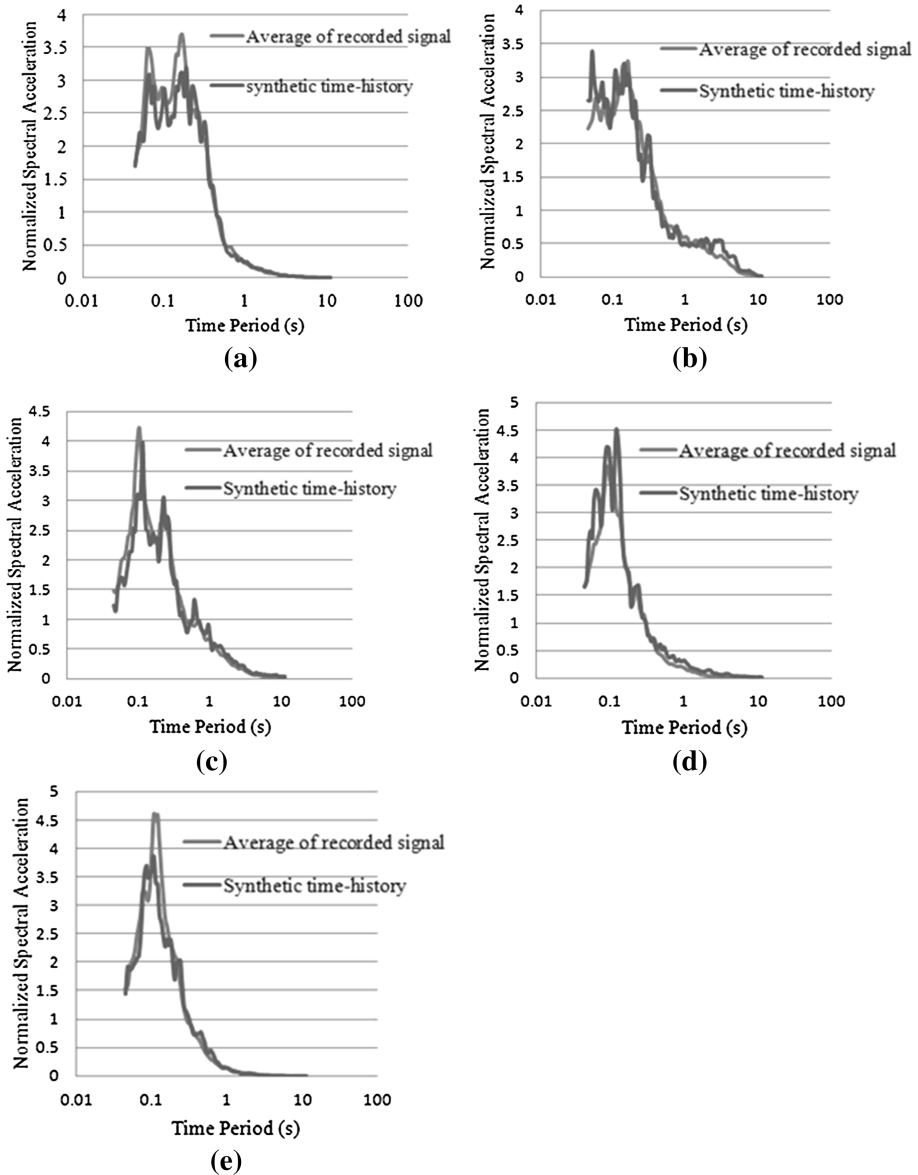 4
3.5
3
2.5
2
1.5
1
0.5
0
Normalized Spectral Acceleration
Average of recorded signal
synthetic time-history
0.01 0.1 1 10 100
Time Period (s)
(a)
4
3.5
3
2.5
2
1.5
1
0.5
0
Normalized Spectral Acceleration
Average of recorded signal
Synthetic time-history
0.01 0.1 1 10 100
Time Period (s)
(b)
4.5
4
3.5
3
2.5
2
1.5
1
0.5
0
Normalized Spectral Acceleration
Average of recorded signal
Synthetic time-history
0.01 0.1 1 10 100
Time Period (s)
(c)
5
4.5
4
3.5
3
2.5
2
1.5
1
0.5
0
Normalized Spectral Acceleration
Average of recorded signal
Synthetic time-history
0.01 0.1 1 10 100
Time Period (s)
(d)
5
4.5
4
3.5
3
2.5
2
1.5
1
0.5
0
Normalized Spectral Acceleration
Average of recorded signal
Synthetic time-history
0.01 0.1 1 10 100
Time Period (s)
(e)